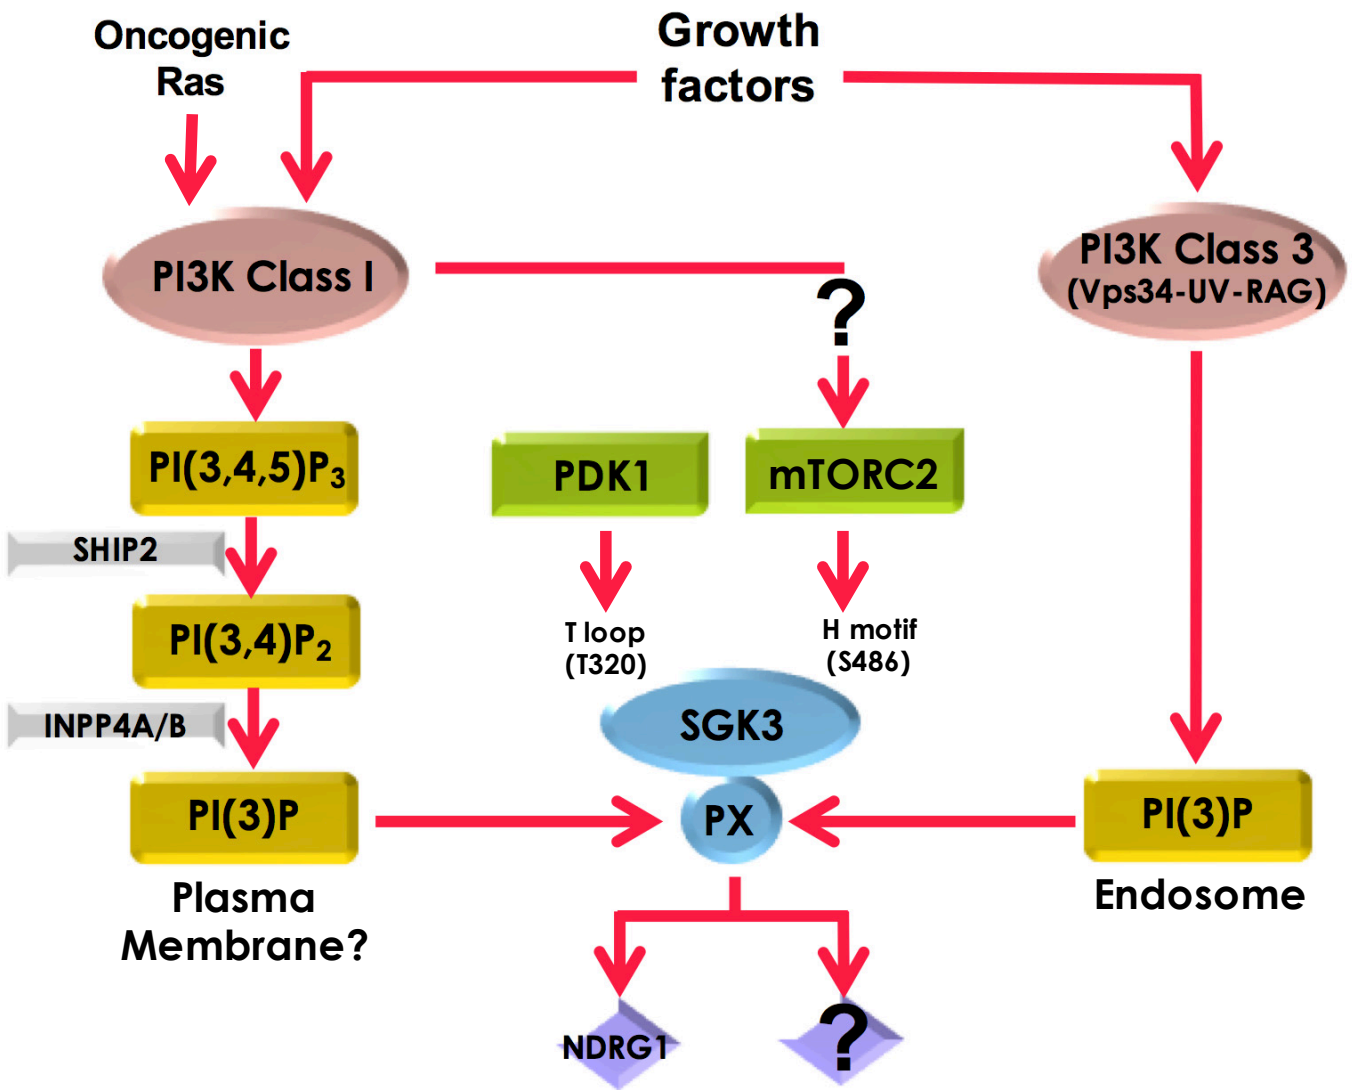 Oncogenic
Ras
Growth
factors
PI3K Class I
PI3K Class 3
(Vps34-UV-RAG)
?
PI(3,4,5)P₃
PDK1
mTORC2
SHIP2
PI(3,4)P₂
T loop
(T320)
H motif
(S486)
INPP4A/B
SGK3
PI(3)P
PX
PI(3)P
Plasma
Membrane?
Endosome
NDRG1
?